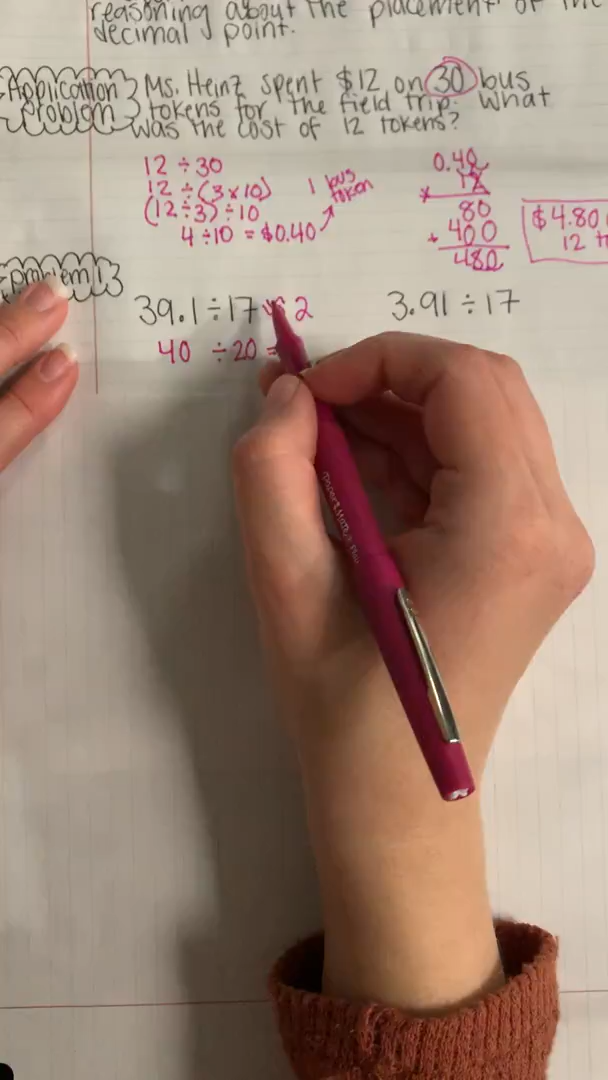 reasoning about the placement of the
decimal point.
Application Problem
Ms. Heinz spent $12 on 30 bus
tokens for the field trip. What
was the cost of 12 tokens?
12 ÷ 30
12 ÷ (3 x 10)
(12 ÷ 3) ÷ 10
4 ÷ 10 = $0.40
1 bus
token
0.40
x 12
80
+ 400
480
$4.80
12
Problem 3
39.1 ÷ 17 ≈ 2
40 ÷ 20 =
3.91 ÷ 17
PaperMate